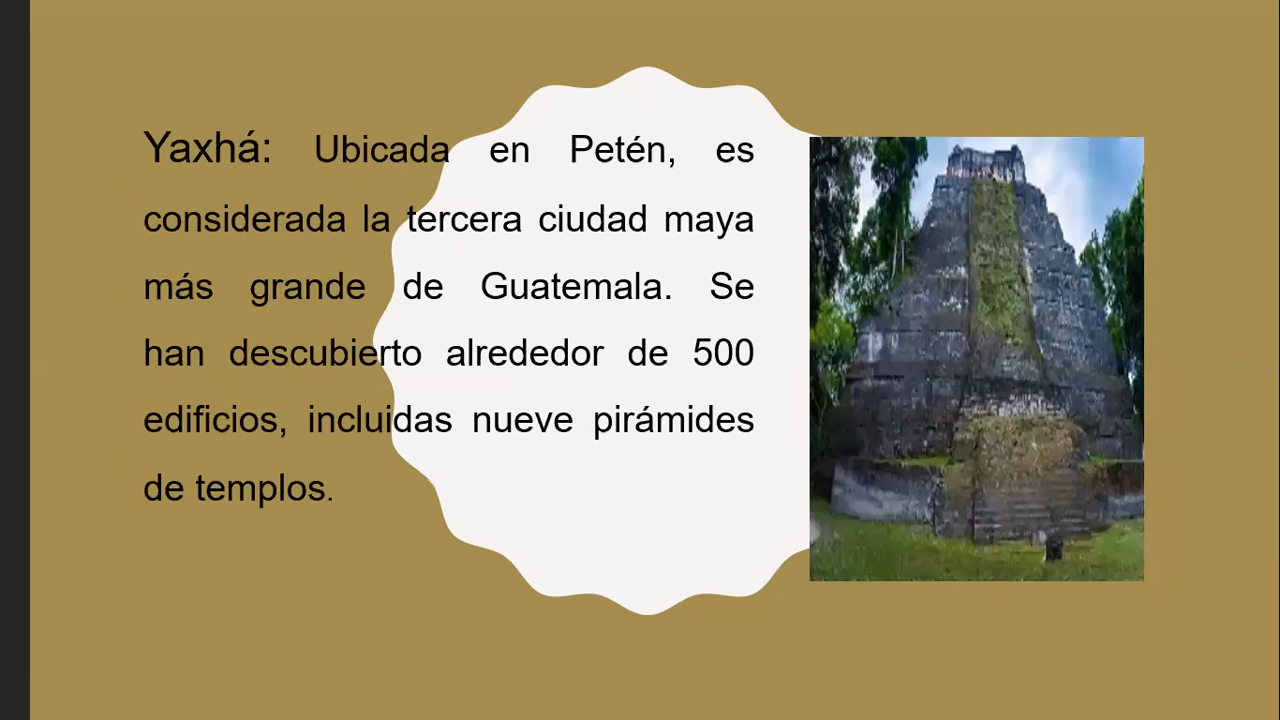 Yaxhá: Ubicada en Petén, es
considerada la tercera ciudad maya
más grande de Guatemala. Se
han descubierto alrededor de 500
edificios, incluidas nueve pirámides
de templos.